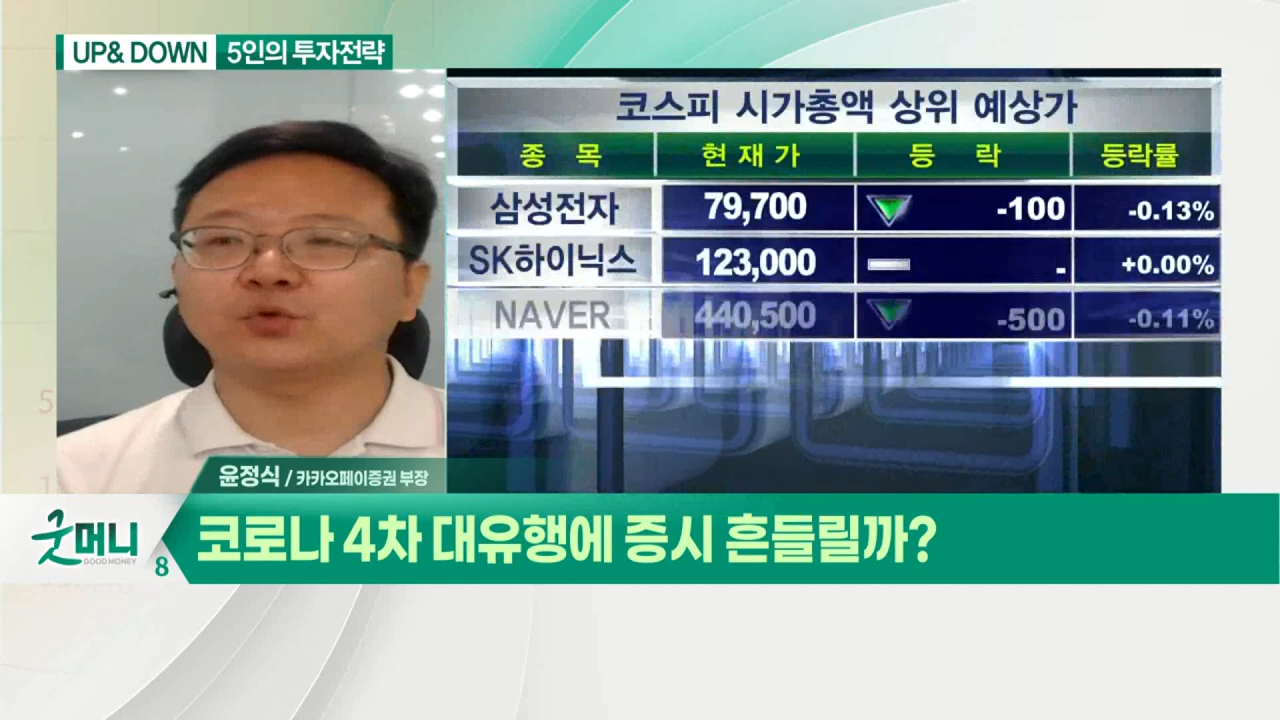 UP& DOWN 5인의 투자전략
코스피 시가총액 상위 예상가
종 목 현 재 가 등 락 등락률
삼성전자 79,700 -100 -0.13%
SK하이닉스 123,000 - +0.00%
NAVER 440,500 -500 -0.11%
5
1
윤정식 / 카카오페이증권 부장
굿머니
GOOD MONEY
8
코로나 4차 대유행에 증시 흔들릴까?